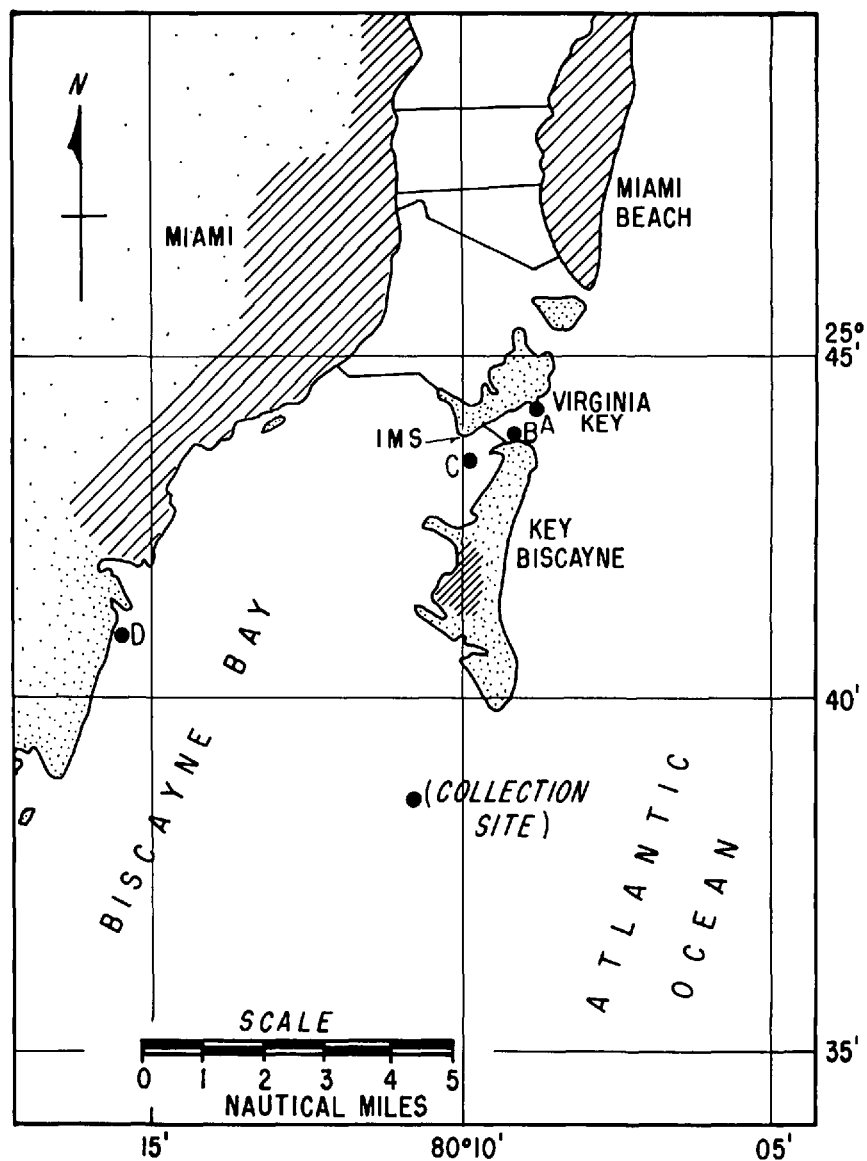 N
MIAMI
MIAMI
BEACH
25°
45'
VIRGINIA
KEY
A
B
IMS
C
KEY
BISCAYNE
D
BISCAYNE BAY
40'
(COLLECTION
SITE)
ATLANTIC
OCEAN
SCALE
0 1 2 3 4 5
NAUTICAL MILES
35'
15' 80°10' 05'